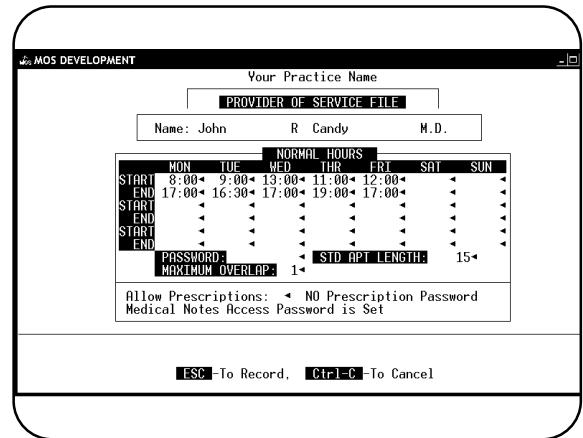 MOS MOS DEVELOPMENT
Your Practice Name
PROVIDER OF SERVICE FILE
Name: John R Candy M.D.
NORMAL HOURS
MON TUE WED THR FRI SAT SUN
START 8:00◄ 9:00◄ 13:00◄ 11:00◄ 12:00◄ ◄ ◄
END 17:00◄ 16:30◄ 17:00◄ 19:00◄ 17:00◄ ◄ ◄
START ◄ ◄ ◄ ◄ ◄ ◄ ◄
END ◄ ◄ ◄ ◄ ◄ ◄ ◄
START ◄ ◄ ◄ ◄ ◄ ◄ ◄
END ◄ ◄ ◄ ◄ ◄ ◄ ◄
PASSWORD: ◄ STD APT LENGTH: 15◄
MAXIMUM OVERLAP: 1◄
Allow Prescriptions: ◄ NO Prescription Password
Medical Notes Access Password is Set
ESC -To Record, Ctrl-C -To Cancel